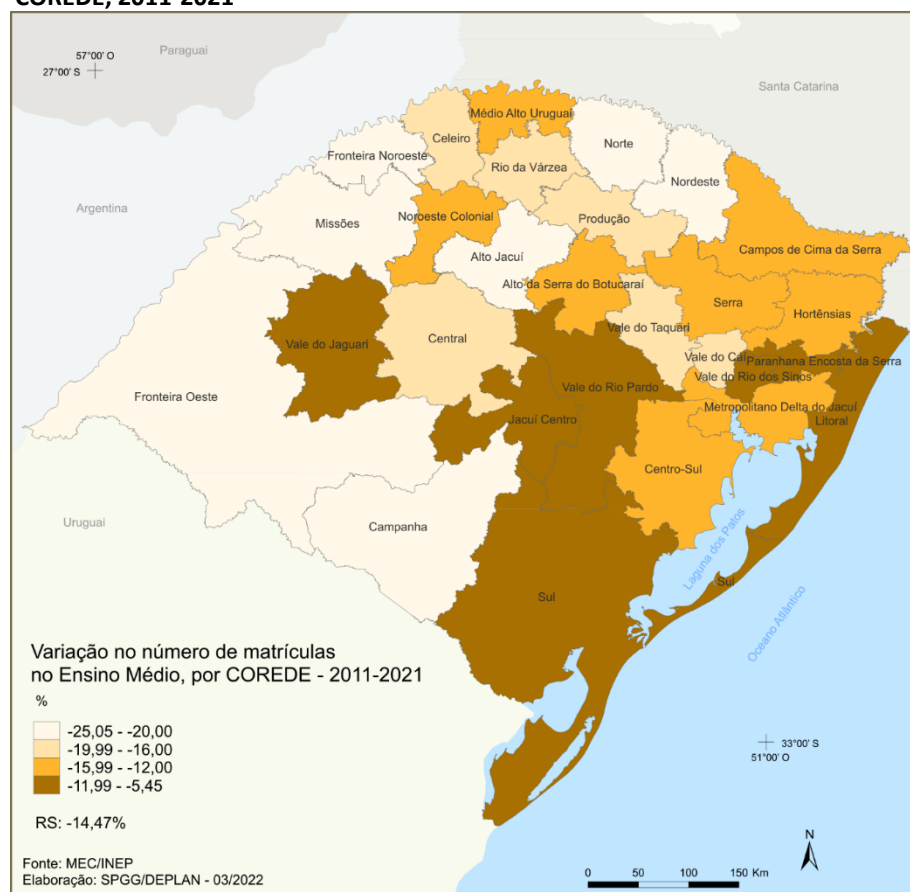 COREDE, 2011-2021
57°00' O
27°00' S
Paraguai
Santa Catarina
Argentina
Uruguai
Médio Alto Uruguai
Celeiro
Norte
Fronteira Noroeste
Rio da Várzea
Nordeste
Missões
Noroeste Colonial
Produção
Alto Jacuí
Campos de Cima da Serra
Alto da Serra do Botucaraí
Serra
Hortênsias
Vale do Taquari
Vale do Jaguari
Central
Vale do Caí
Paranhana Encosta da Serra
Vale do Rio dos Sinos
Vale do Rio Pardo
Fronteira Oeste
Metropolitano Delta do Jacuí
Jacuí Centro
Litoral
Centro-Sul
Campanha
Laguna dos Patos
Sul
Sul
Oceano Atlântico
Variação no número de matrículas
no Ensino Médio, por COREDE - 2011-2021
%
-25,05 - -20,00
-19,99 - -16,00
-15,99 - -12,00
-11,99 - -5,45
RS: -14,47%
33°00' S
51°00' O
N
Fonte: MEC/INEP
Elaboração: SPGG/DEPLAN - 03/2022
0 50 100 150 Km